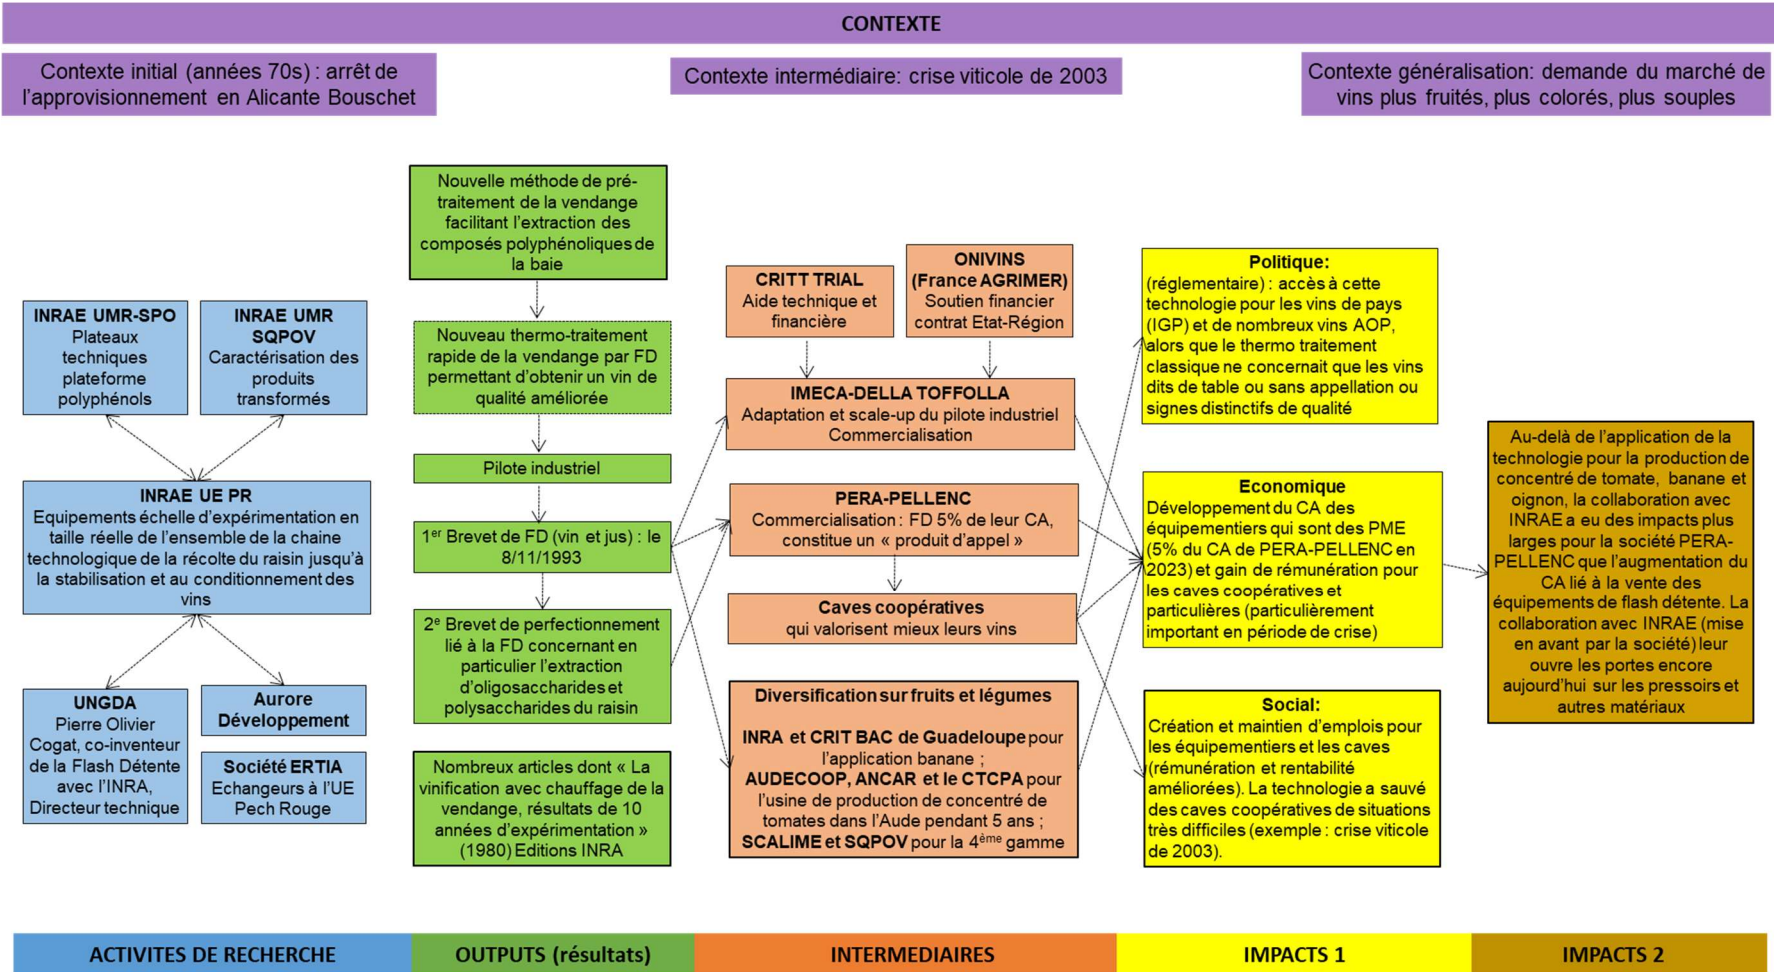 CONTEXTE
Contexte initial (années 70s) : arrêt de
l’approvisionnement en Alicante Bouschet
Contexte intermédiaire: crise viticole de 2003
Contexte généralisation: demande du marché de
vins plus fruités, plus colorés, plus souples
INRAE UMR-SPO
Plateaux
techniques
plateforme
polyphénols
INRAE UMR
SQPOV
Caractérisation des
produits
transformés
INRAE UE PR
Equipements échelle d’expérimentation en
taille réelle de l’ensemble de la chaine
technologique de la récolte du raisin jusqu’à
la stabilisation et au conditionnement des
vins
UNGDA
Pierre Olivier
Cogat, co-inventeur
de la Flash Détente
avec l’INRA,
Directeur technique
Aurore
Développement
Société ERTIA
Echangeurs à l’UE
Pech Rouge
Nouvelle méthode de pré-
traitement de la vendange
facilitant l’extraction des
composés polyphénoliques de
la baie
Nouveau thermo-traitement
rapide de la vendange par FD
permettant d’obtenir un vin de
qualité améliorée
Pilote industriel
1er Brevet de FD (vin et jus) : le
8/11/1993
2e Brevet de perfectionnement
lié à la FD concernant en
particulier l’extraction
d’oligosaccharides et
polysaccharides du raisin
Nombreux articles dont « La
vinification avec chauffage de la
vendange, résultats de 10
années d’expérimentation »
(1980) Editions INRA
CRITT TRIAL
Aide technique et
financière
ONIVINS
(France AGRIMER)
Soutien financier
contrat Etat-Région
IMECA-DELLA TOFFOLLA
Adaptation et scale-up du pilote industriel
Commercialisation
PERA-PELLENC
Commercialisation : FD 5% de leur CA,
constitue un « produit d’appel »
Caves coopératives
qui valorisent mieux leurs vins
Diversification sur fruits et légumes
INRA et CRIT BAC de Guadeloupe pour
l’application banane ;
AUDECOOP, ANCAR et le CTCPA pour
l’usine de production de concentré de
tomates dans l’Aude pendant 5 ans ;
SCALIME et SQPOV pour la 4ème gamme
Politique:
(réglementaire) : accès à cette
technologie pour les vins de pays
(IGP) et de nombreux vins AOP,
alors que le thermo traitement
classique ne concernait que les vins
dits de table ou sans appellation ou
signes distinctifs de qualité
Economique
Développement du CA des
équipementiers qui sont des PME
(5% du CA de PERA-PELLENC en
2023) et gain de rémunération pour
les caves coopératives et
particulières (particulièrement
important en période de crise)
Social:
Création et maintien d’emplois pour
les équipementiers et les caves
(rémunération et rentabilité
améliorées). La technologie a sauvé
des caves coopératives de situations
très difficiles (exemple : crise viticole
de 2003).
Au-delà de l’application de la
technologie pour la production de
concentré de tomate, banane et
oignon, la collaboration avec
INRAE a eu des impacts plus
larges pour la société PERA-
PELLENC que l’augmentation du
CA lié à la vente des
équipements de flash détente. La
collaboration avec INRAE (mise
en avant par la société) leur
ouvre les portes encore
aujourd’hui sur les pressoirs et
autres matériaux
ACTIVITES DE RECHERCHE
OUTPUTS (résultats)
INTERMEDIAIRES
IMPACTS 1
IMPACTS 2